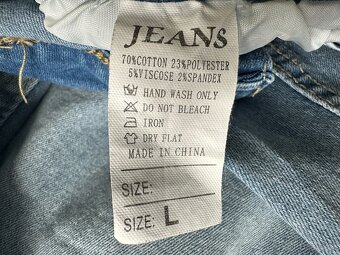 JEANS
70%COTTON 23%POLYESTER
5%VISCOSE 2%SPANDEX
HAND WASH ONLY
DO NOT BLEACH
IRON
DRY FLAT
MADE IN CHINA
SIZE:
SIZE: L